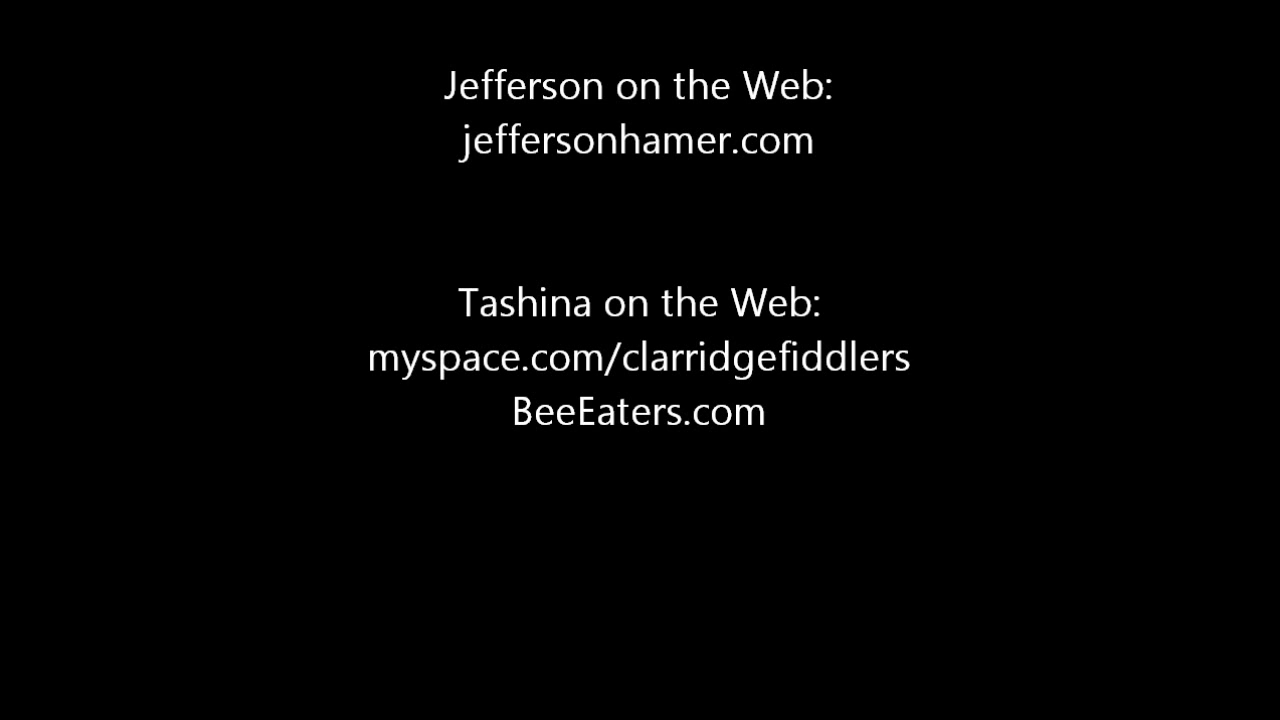 Jefferson on the Web:
jeffersonhamer.com
Tashina on the Web:
myspace.com/clarridgefiddlers
BeeEaters.com